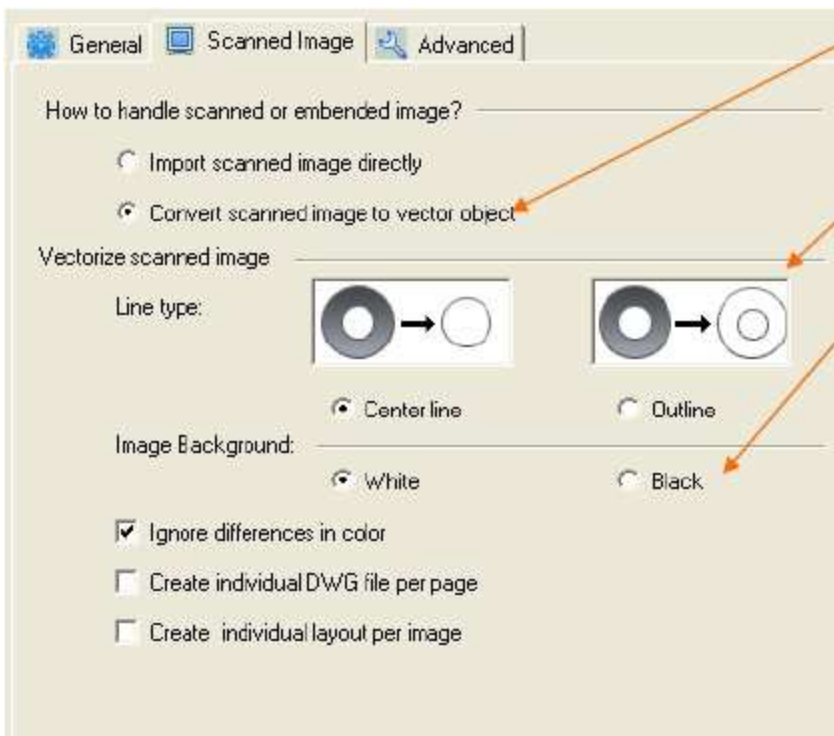 General Scanned Image Advanced
How to handle scanned or embended image?
Import scanned image directly
Convert scanned image to vector object
Vectorize scanned image
Line type:
Center line Outline
Image Background:
White Black
Ignore differences in color
Create individual DWG file per page
Create individual layout per image